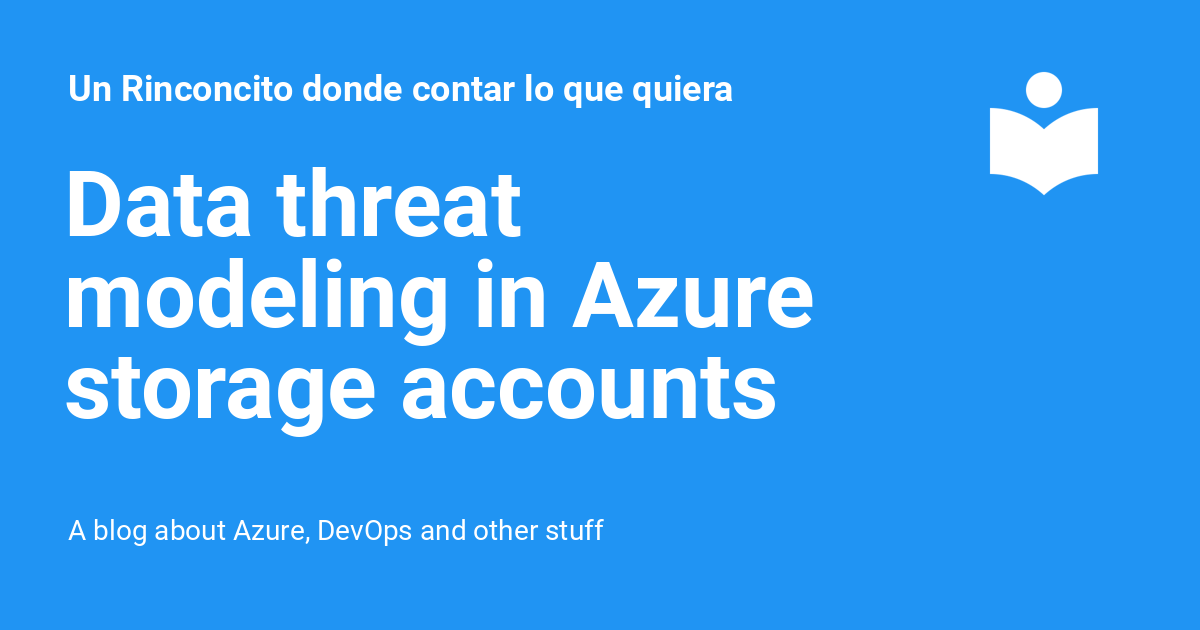 Un Rinconcito donde contar lo que quiera
Data threat
modeling in Azure
storage accounts
A blog about Azure, DevOps and other stuff